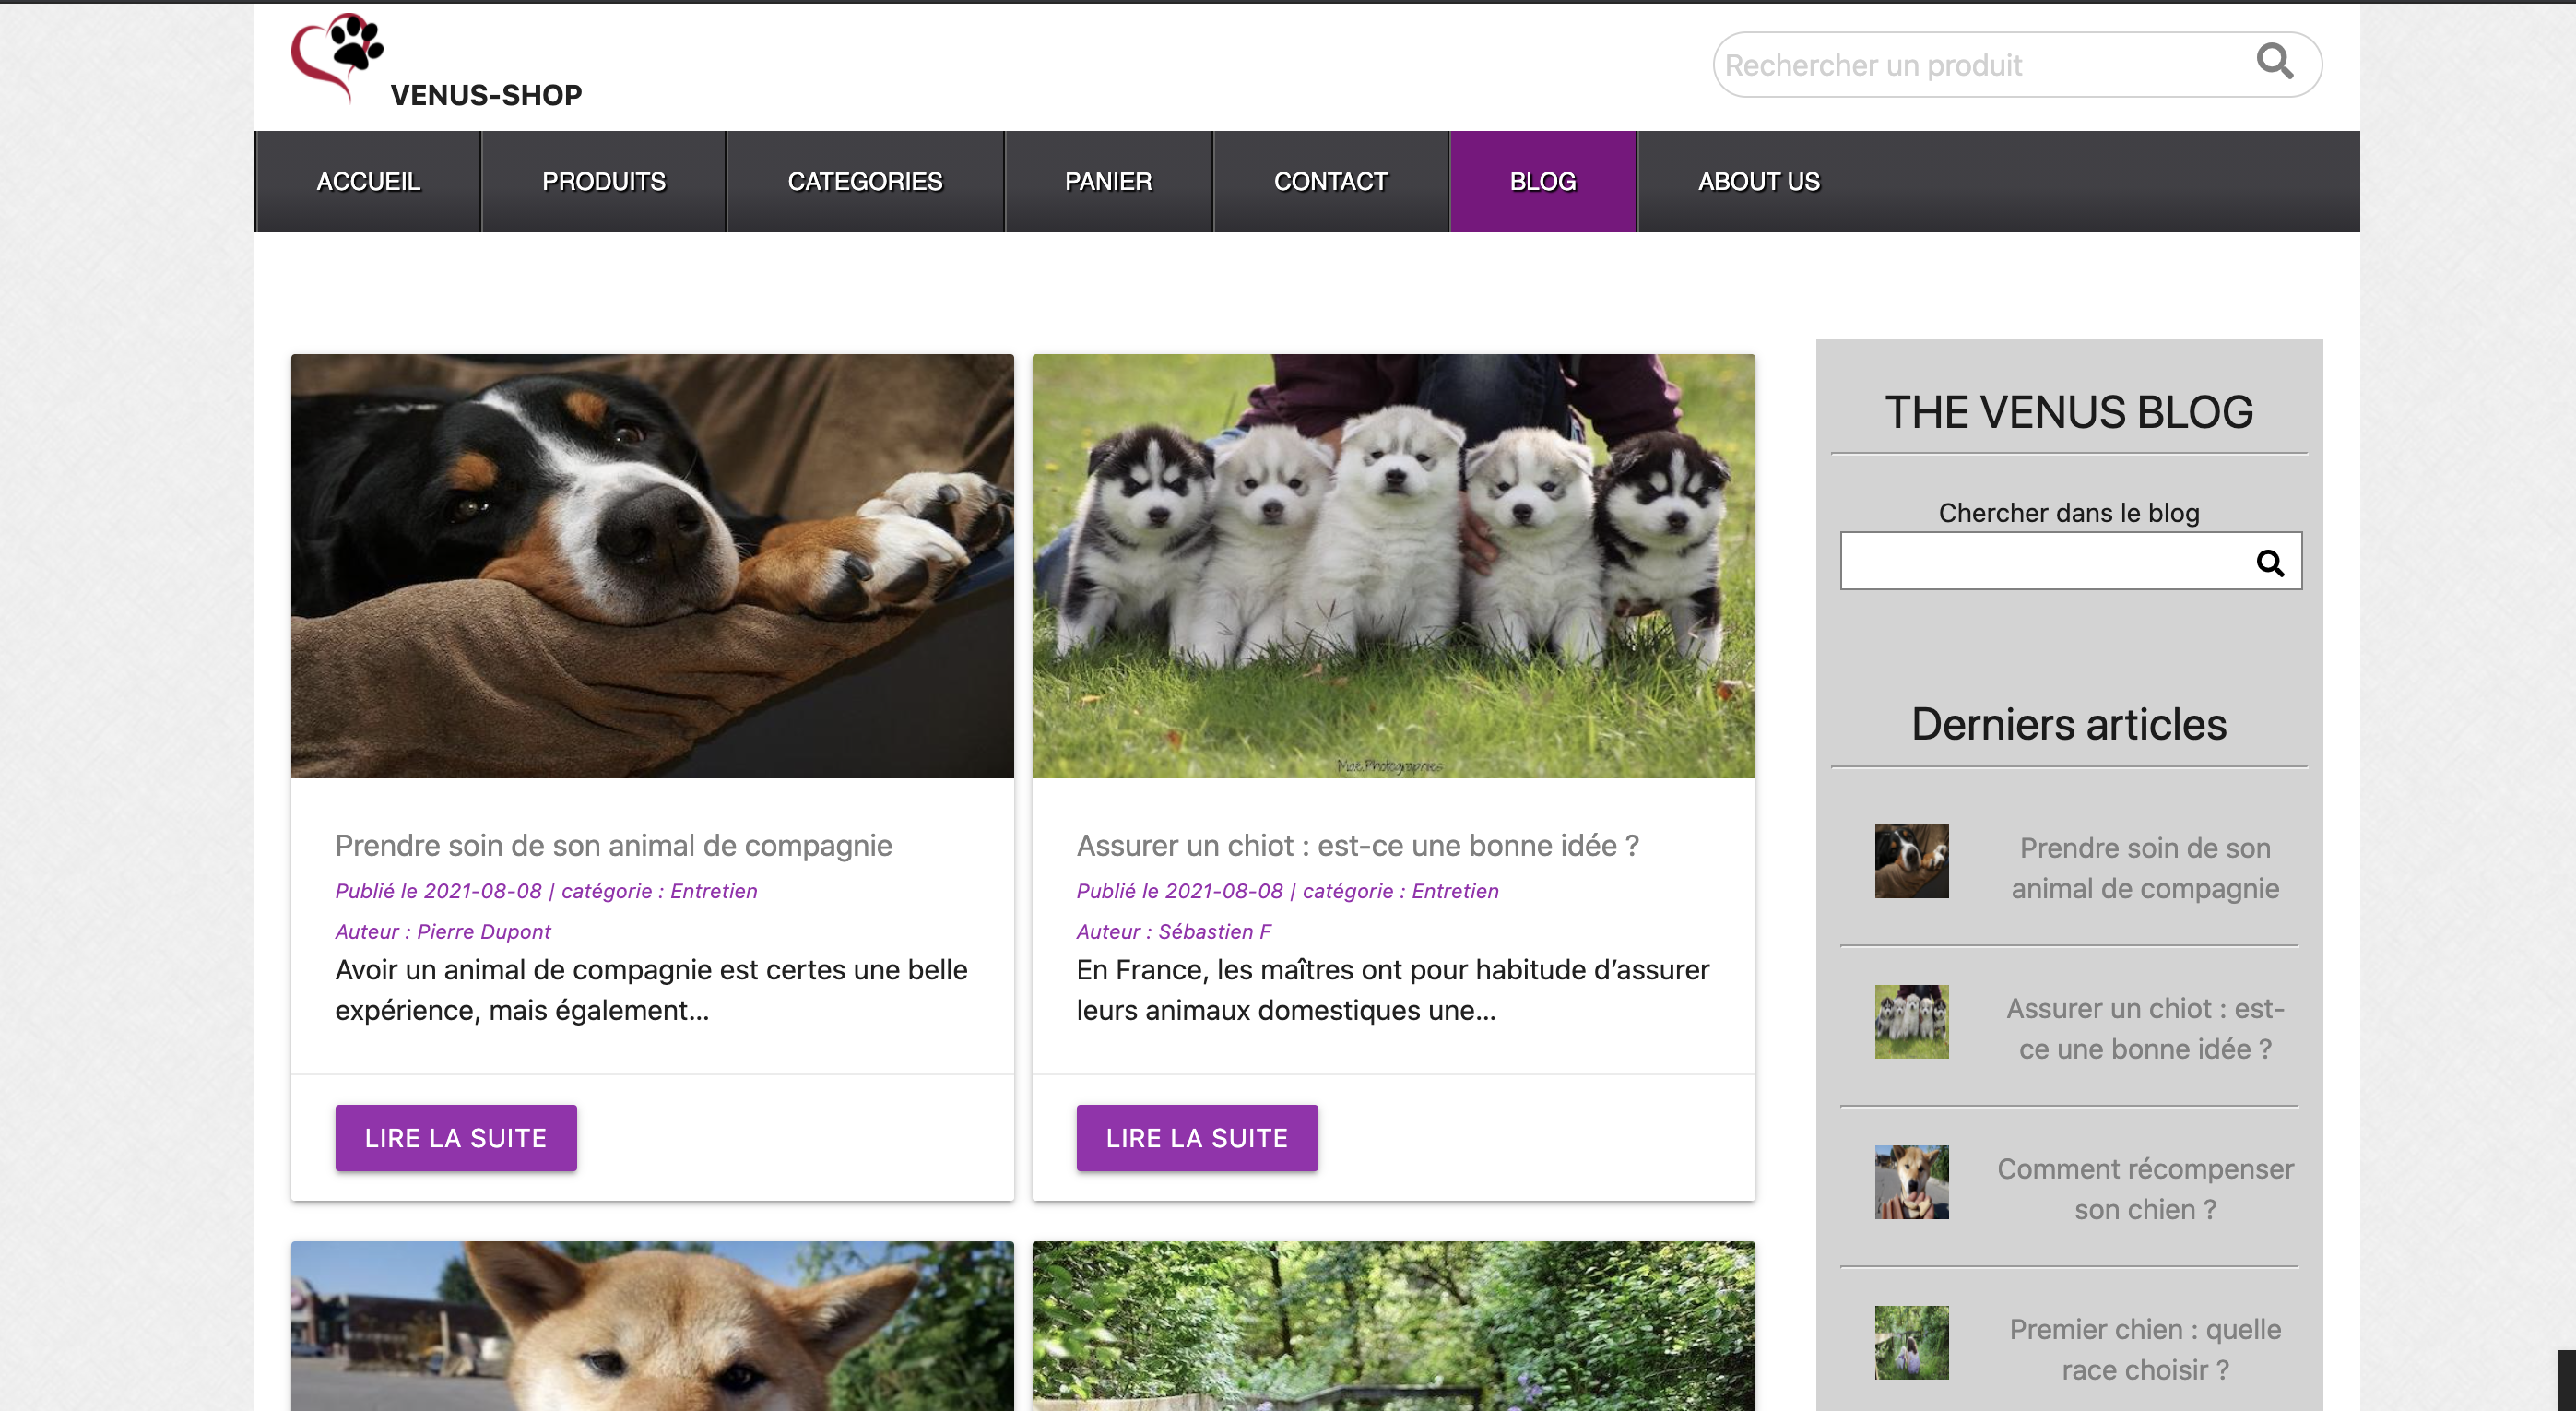 VENUS-SHOP
Rechercher un produit
ACCUEIL
PRODUITS
CATEGORIES
PANIER
CONTACT
BLOG
ABOUT US
Prendre soin de son animal de compagnie
Publié le 2021-08-08 | catégorie : Entretien
Auteur : Pierre Dupont
Avoir un animal de compagnie est certes une belle
expérience, mais également...
LIRE LA SUITE
Assurer un chiot : est-ce une bonne idée ?
Publié le 2021-08-08 | catégorie : Entretien
Auteur : Sébastien F
En France, les maîtres ont pour habitude d’assurer
leurs animaux domestiques une...
LIRE LA SUITE
THE VENUS BLOG
Chercher dans le blog
Derniers articles
Prendre soin de son
animal de compagnie
Assurer un chiot : est-
ce une bonne idée ?
Comment récompenser
son chien ?
Premier chien : quelle
race choisir ?